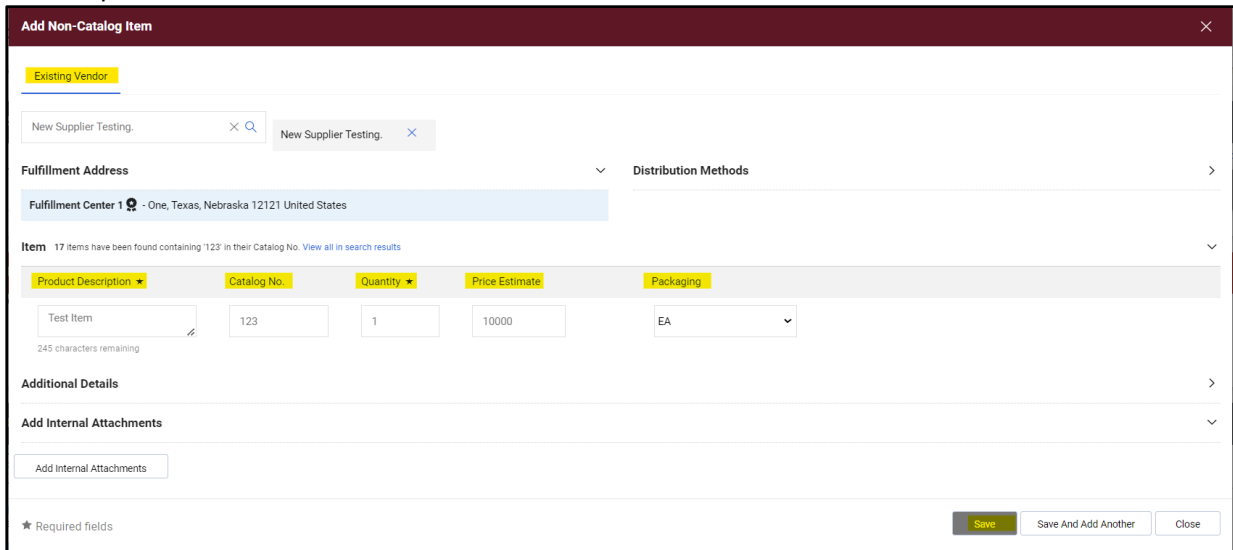 Add Non-Catalog Item
Existing Vendor
New Supplier Testing.
New Supplier Testing.
Fulfillment Address
Distribution Methods
Fulfillment Center 1 - One, Texas, Nebraska 12121 United States
Item 17 items have been found containing '123' in their Catalog No. View all in search results
Product Description ★ Catalog No. Quantity ★ Price Estimate Packaging
Test Item 123 1 10000 EA
245 characters remaining
Additional Details
Add Internal Attachments
Add Internal Attachments
★ Required fields
Save Save And Add Another Close